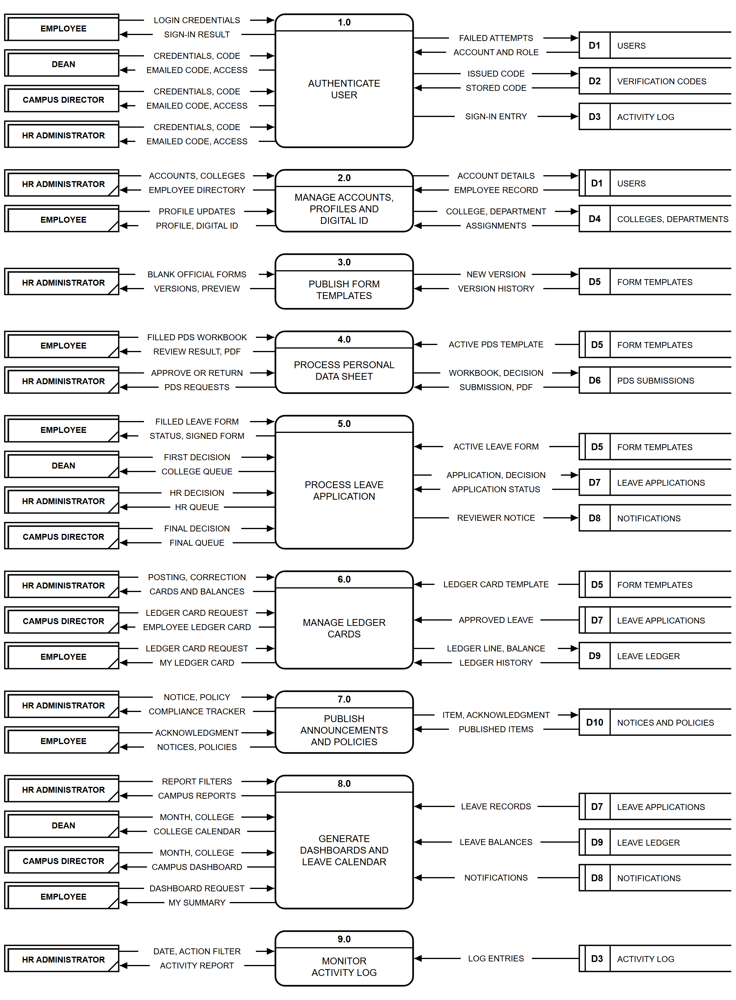 EMPLOYEE
LOGIN CREDENTIALS
SIGN-IN RESULT
DEAN
CREDENTIALS, CODE
EMAILED CODE, ACCESS
CAMPUS DIRECTOR
CREDENTIALS, CODE
EMAILED CODE, ACCESS
HR ADMINISTRATOR
CREDENTIALS, CODE
EMAILED CODE, ACCESS
1.0
AUTHENTICATE
USER
FAILED ATTEMPTS
ACCOUNT AND ROLE
D1 USERS
ISSUED CODE
STORED CODE
D2 VERIFICATION CODES
SIGN-IN ENTRY
D3 ACTIVITY LOG
HR ADMINISTRATOR
ACCOUNTS, COLLEGES
EMPLOYEE DIRECTORY
EMPLOYEE
PROFILE UPDATES
PROFILE, DIGITAL ID
2.0
MANAGE ACCOUNTS,
PROFILES AND
DIGITAL ID
ACCOUNT DETAILS
EMPLOYEE RECORD
D1 USERS
COLLEGE, DEPARTMENT
ASSIGNMENTS
D4 COLLEGES, DEPARTMENTS
HR ADMINISTRATOR
BLANK OFFICIAL FORMS
VERSIONS, PREVIEW
3.0
PUBLISH FORM
TEMPLATES
NEW VERSION
VERSION HISTORY
D5 FORM TEMPLATES
EMPLOYEE
FILLED PDS WORKBOOK
REVIEW RESULT, PDF
HR ADMINISTRATOR
APPROVE OR RETURN
PDS REQUESTS
4.0
PROCESS PERSONAL
DATA SHEET
ACTIVE PDS TEMPLATE
D5 FORM TEMPLATES
WORKBOOK, DECISION
SUBMISSION, PDF
D6 PDS SUBMISSIONS
EMPLOYEE
FILLED LEAVE FORM
STATUS, SIGNED FORM
DEAN
FIRST DECISION
COLLEGE QUEUE
HR ADMINISTRATOR
HR DECISION
HR QUEUE
CAMPUS DIRECTOR
FINAL DECISION
FINAL QUEUE
5.0
PROCESS LEAVE
APPLICATION
ACTIVE LEAVE FORM
D5 FORM TEMPLATES
APPLICATION, DECISION
APPLICATION STATUS
D7 LEAVE APPLICATIONS
REVIEWER NOTICE
D8 NOTIFICATIONS
HR ADMINISTRATOR
POSTING, CORRECTION
CARDS AND BALANCES
CAMPUS DIRECTOR
LEDGER CARD REQUEST
EMPLOYEE LEDGER CARD
EMPLOYEE
LEDGER CARD REQUEST
MY LEDGER CARD
6.0
MANAGE LEDGER
CARDS
LEDGER CARD TEMPLATE
D5 FORM TEMPLATES
APPROVED LEAVE
D7 LEAVE APPLICATIONS
LEDGER LINE, BALANCE
LEDGER HISTORY
D9 LEAVE LEDGER
HR ADMINISTRATOR
NOTICE, POLICY
COMPLIANCE TRACKER
EMPLOYEE
ACKNOWLEDGMENT
NOTICES, POLICIES
7.0
PUBLISH
ANNOUNCEMENTS
AND POLICIES
ITEM, ACKNOWLEDGMENT
PUBLISHED ITEMS
D10 NOTICES AND POLICIES
HR ADMINISTRATOR
REPORT FILTERS
CAMPUS REPORTS
DEAN
MONTH, COLLEGE
COLLEGE CALENDAR
CAMPUS DIRECTOR
MONTH, COLLEGE
CAMPUS DASHBOARD
EMPLOYEE
DASHBOARD REQUEST
MY SUMMARY
8.0
GENERATE
DASHBOARDS AND
LEAVE CALENDAR
LEAVE RECORDS
D7 LEAVE APPLICATIONS
LEAVE BALANCES
D9 LEAVE LEDGER
NOTIFICATIONS
D8 NOTIFICATIONS
HR ADMINISTRATOR
DATE, ACTION FILTER
ACTIVITY REPORT
9.0
MONITOR
ACTIVITY LOG
LOG ENTRIES
D3 ACTIVITY LOG